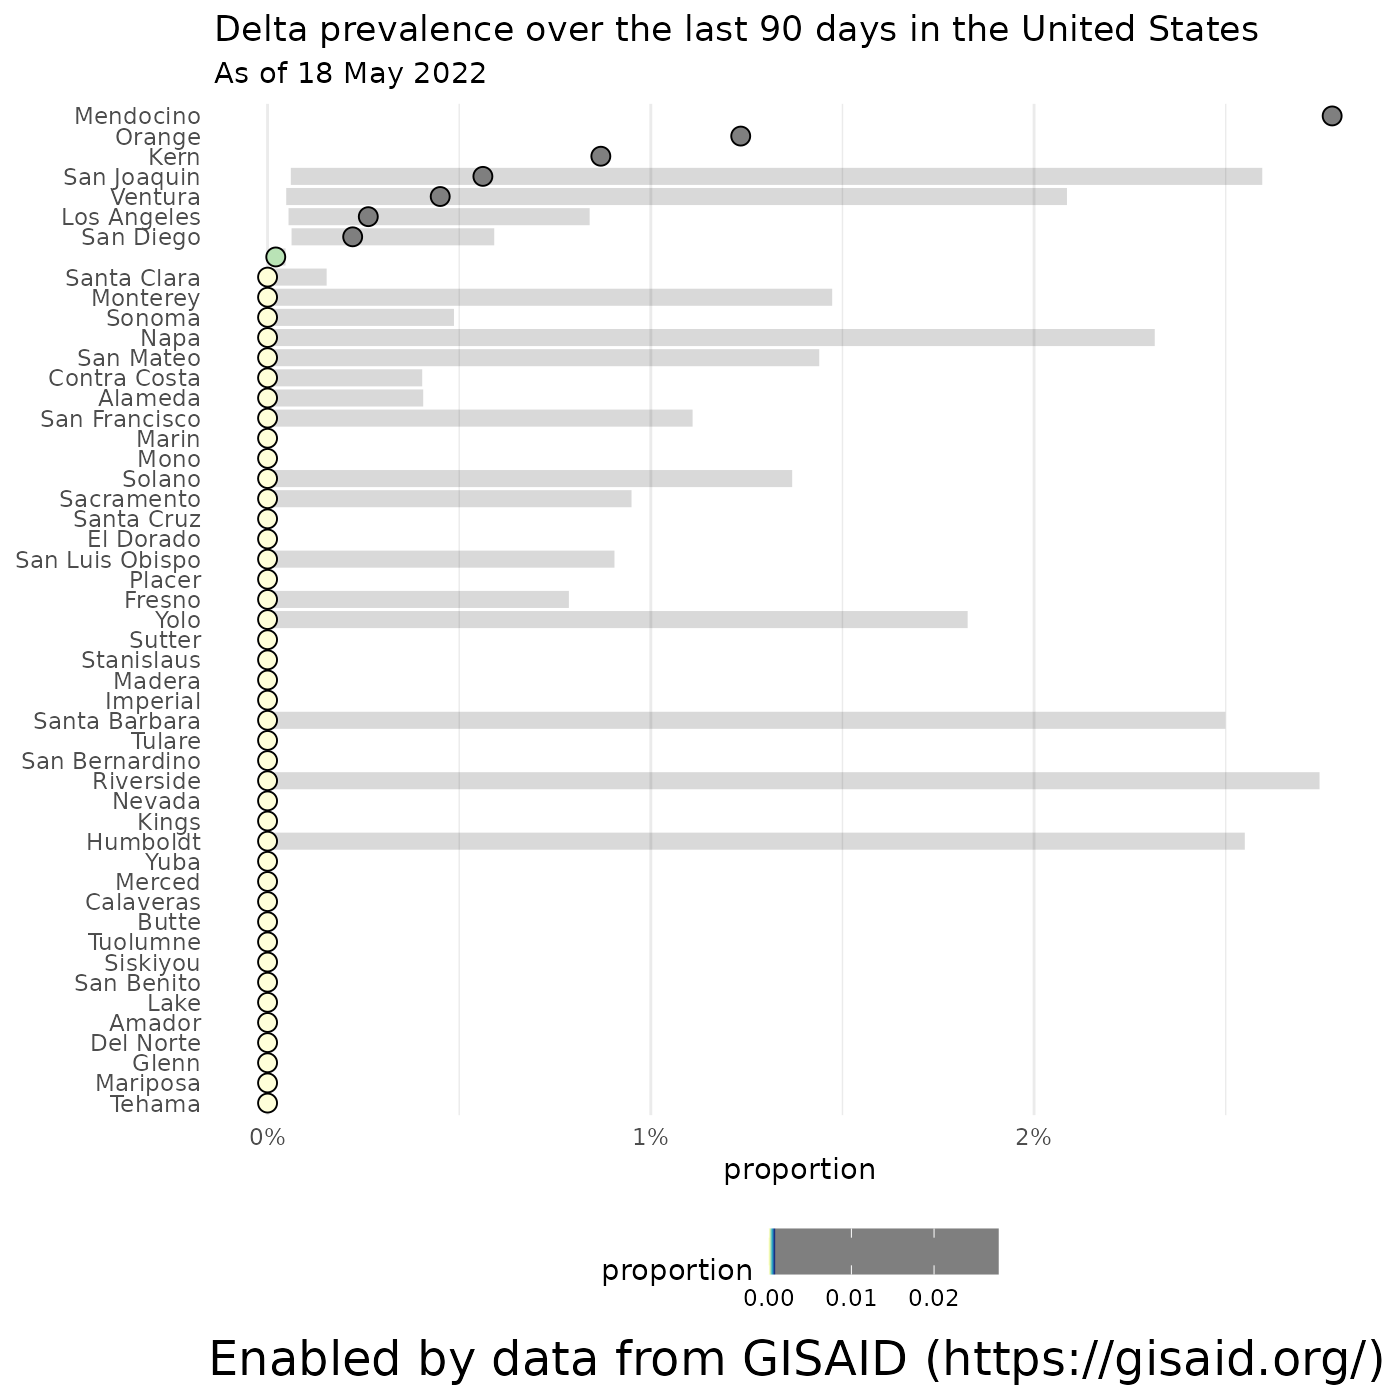 Delta prevalence over the last 90 days in the United States
As of 18 May 2022
Mendocino
Orange
Kern
San Joaquin
Ventura
Los Angeles
San Diego
Santa Clara
Monterey
Sonoma
Napa
San Mateo
Contra Costa
Alameda
San Francisco
Marin
Mono
Solano
Sacramento
Santa Cruz
El Dorado
San Luis Obispo
Placer
Fresno
Yolo
Sutter
Stanislaus
Madera
Imperial
Santa Barbara
Tulare
San Bernardino
Riverside
Nevada
Kings
Humboldt
Yuba
Merced
Calaveras
Butte
Tuolumne
Siskiyou
San Benito
Lake
Amador
Del Norte
Glenn
Mariposa
Tehama
0% 1% 2%
proportion
proportion
0.00 0.01 0.02
Enabled by data from GISAID (https://gisaid.org/)